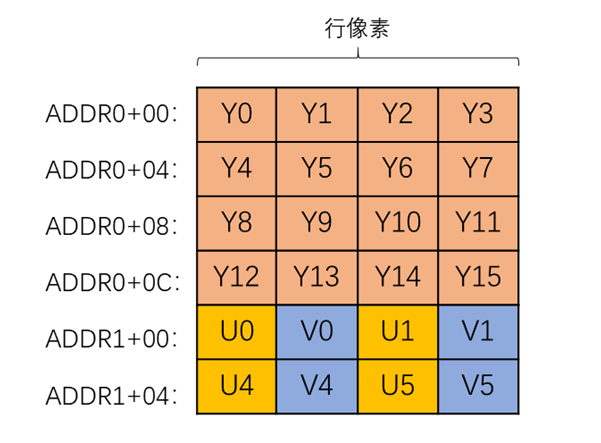 行像素
ADDR0+00: Y0 Y1 Y2 Y3
ADDR0+04: Y4 Y5 Y6 Y7
ADDR0+08: Y8 Y9 Y10 Y11
ADDR0+0C: Y12 Y13 Y14 Y15
ADDR1+00: U0 V0 U1 V1
ADDR1+04: U4 V4 U5 V5